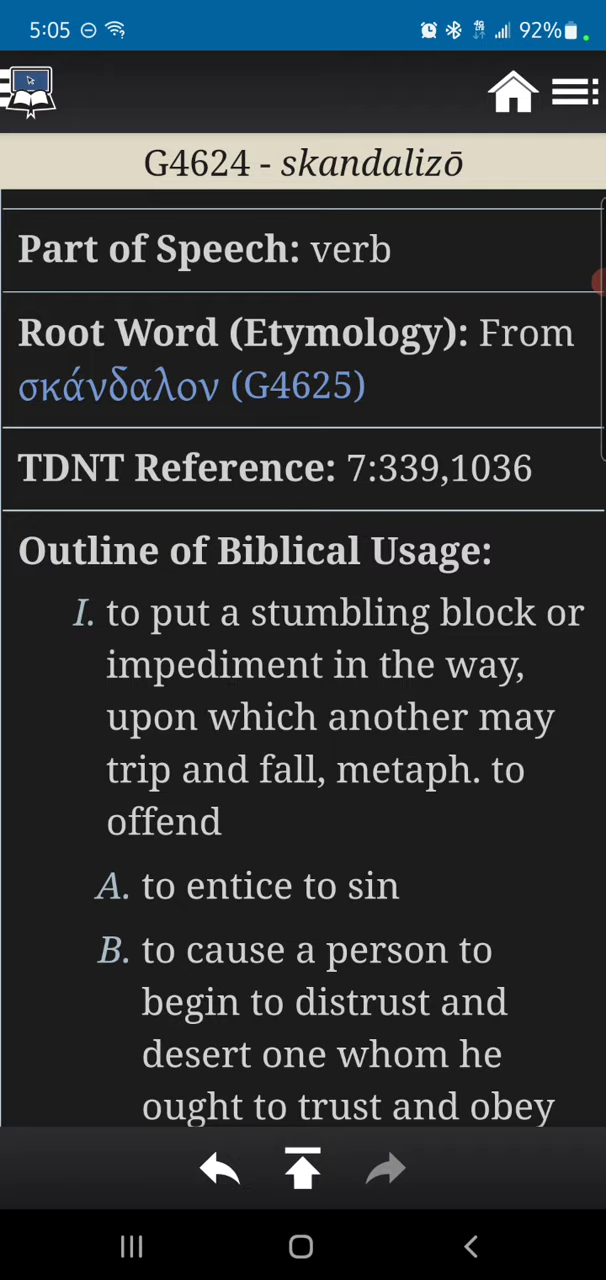 5:05 92%
G4624 - skandalizō
Part of Speech: verb
Root Word (Etymology): From
σκάνδαλον (G4625)
TDNT Reference: 7:339,1036
Outline of Biblical Usage:
I. to put a stumbling block or
impediment in the way,
upon which another may
trip and fall, metaph. to
offend
A. to entice to sin
B. to cause a person to
begin to distrust and
desert one whom he
ought to trust and obey